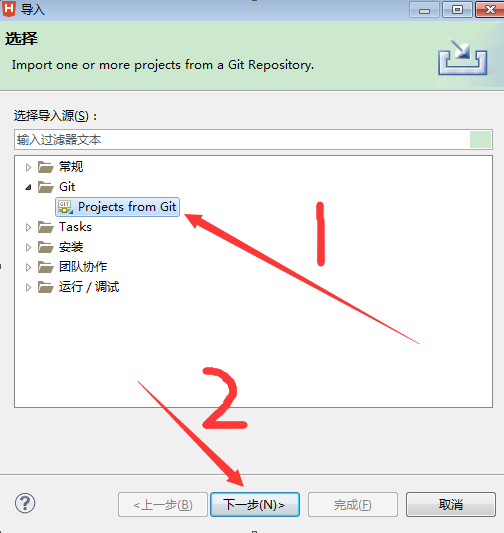 导入
选择
Import one or more projects from a Git Repository.
选择导入源(S)：
输入过滤器文本
常规
Git
GIT Projects from Git
Tasks
安装
团队协作
运行 / 调试
1
2
?
<上一步(B) 下一步(N)> 完成(F) 取消